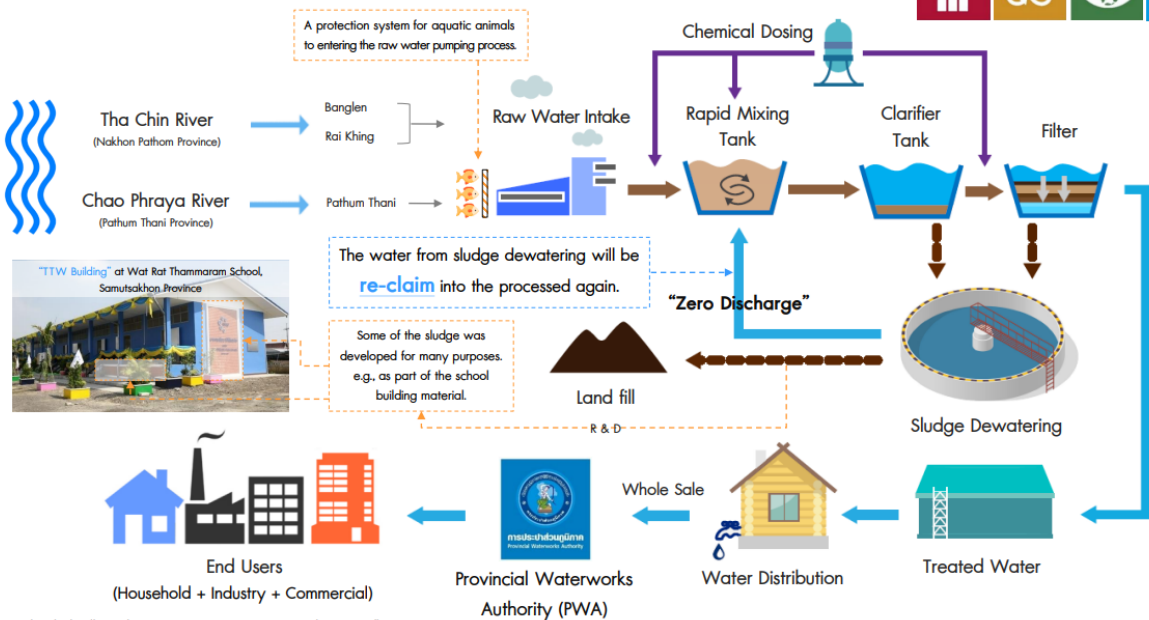 A protection system for aquatic animals
to entering the raw water pumping process.
Chemical Dosing
Tha Chin River
(Nakhon Pathom Province)
Banglen
Rai Khing
Raw Water Intake
Rapid Mixing
Tank
Clarifier
Tank
Filter
Chao Phraya River
(Pathum Thani Province)
Pathum Thani
The water from sludge dewatering will be
re-claim into the processed again.
"Zero Discharge"
"TTW Building" at Wat Rat Thammaram School,
Samutsakhon Province
Some of the sludge was
developed for many purposes.
e.g., as part of the school
building material.
Land fill
R & D
Sludge Dewatering
Whole Sale
การประปาส่วนภูมิภาค
Provincial Waterworks Authority
End Users
(Household + Industry + Commercial)
Provincial Waterworks
Authority (PWA)
Water Distribution
Treated Water